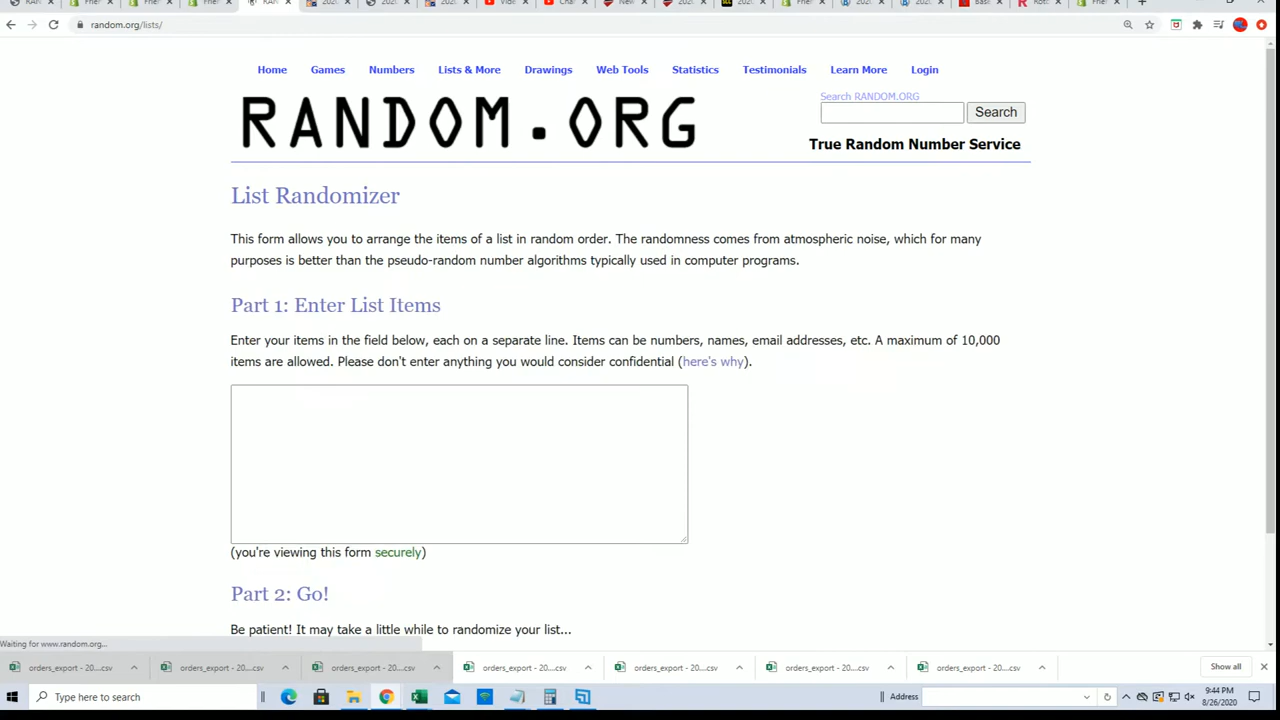 random.org/lists/
Home Games Numbers Lists & More Drawings Web Tools Statistics Testimonials Learn More Login
RANDOM.ORG
Search RANDOM.ORG
Search
True Random Number Service
List Randomizer
This form allows you to arrange the items of a list in random order. The randomness comes from atmospheric noise, which for many
purposes is better than the pseudo-random number algorithms typically used in computer programs.
Part 1: Enter List Items
Enter your items in the field below, each on a separate line. Items can be numbers, names, email addresses, etc. A maximum of 10,000
items are allowed. Please don't enter anything you would consider confidential (here's why).
(you're viewing this form securely)
Part 2: Go!
Be patient! It may take a little while to randomize your list...
Waiting for www.random.org...
orders_export - 20....csv orders_export - 20....csv orders_export - 20....csv orders_export - 20....csv orders_export - 20....csv orders_export - 20....csv orders_export - 20....csv Show all
Type here to search Address 9:44 PM
8/26/2020